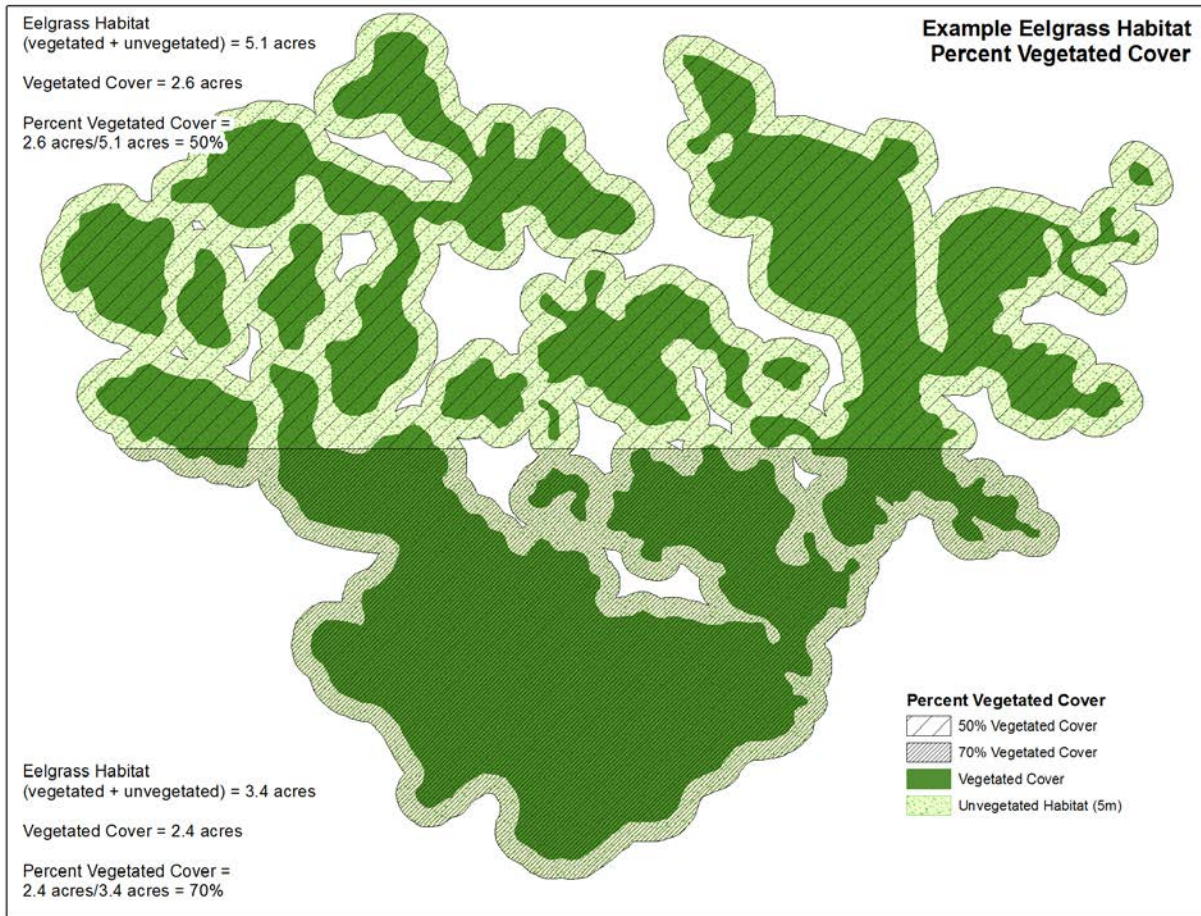 Eelgrass Habitat
(vegetated + unvegetated) = 5.1 acres
Vegetated Cover = 2.6 acres
Percent Vegetated Cover =
2.6 acres/5.1 acres = 50%
Example Eelgrass Habitat
Percent Vegetated Cover
Eelgrass Habitat
(vegetated + unvegetated) = 3.4 acres
Vegetated Cover = 2.4 acres
Percent Vegetated Cover =
2.4 acres/3.4 acres = 70%
Percent Vegetated Cover
50% Vegetated Cover
70% Vegetated Cover
Vegetated Cover
Unvegetated Habitat (5m)